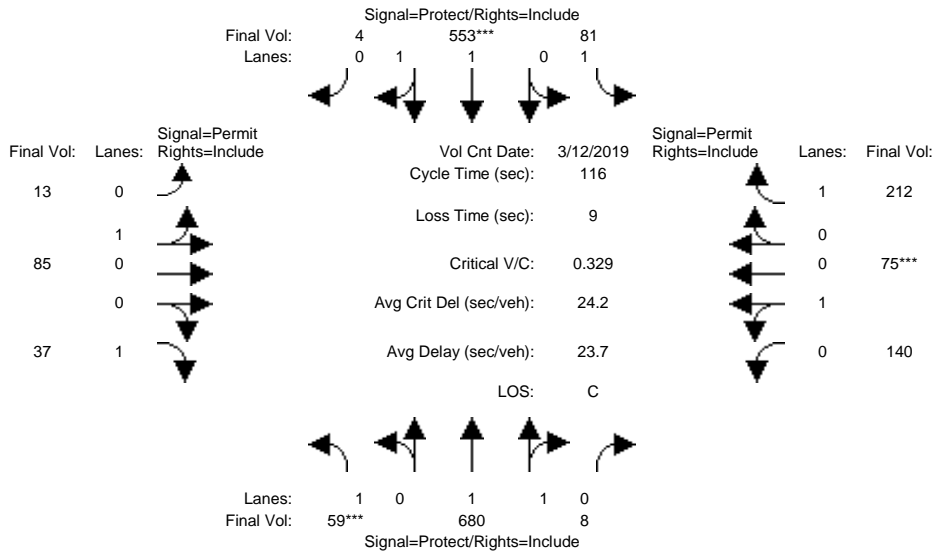 Signal=Protect/Rights=Include
Final Vol: 4 553*** 81
Lanes: 0 1 1 0 1
Signal=Permit Signal=Permit
Final Vol: Lanes: Rights=Include Vol Cnt Date: 3/12/2019 Rights=Include Lanes: Final Vol:
Cycle Time (sec): 116
13 0 1 212
Loss Time (sec): 9
1 0
85 0 Critical V/C: 0.329 0 75***
0 Avg Crit Del (sec/veh): 24.2 1
37 1 Avg Delay (sec/veh): 23.7 0 140
LOS: C
Lanes: 1 0 1 1 0
Final Vol: 59*** 680 8
Signal=Protect/Rights=Include